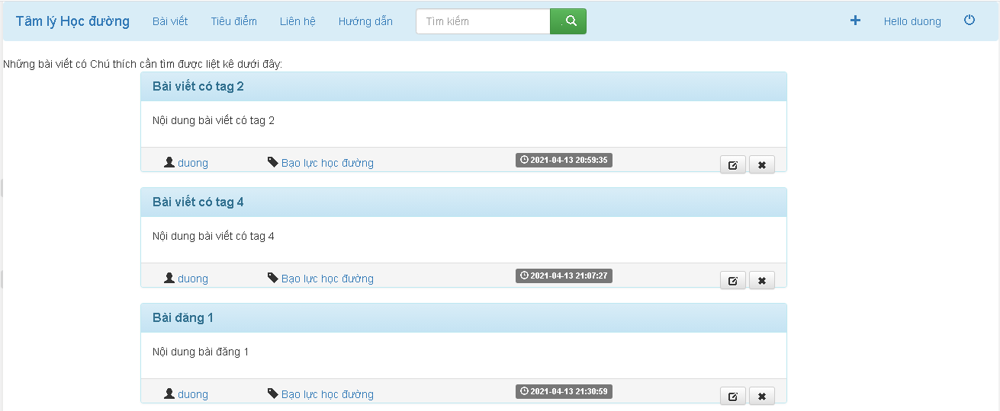 Tâm lý Học đường Bài viết Tiêu điểm Liên hệ Hướng dẫn Tìm kiếm . Hello duong
Những bài viết có Chú thích cần tìm được liệt kê dưới đây:
Bài viết có tag 2
Nội dung bài viết có tag 2
duong Bạo lực học đường 2021-04-13 20:59:35
Bài viết có tag 4
Nội dung bài viết có tag 4
duong Bạo lực học đường 2021-04-13 21:07:27
Bài đăng 1
Nội dung bài đăng 1
duong Bạo lực học đường 2021-04-13 21:30:59